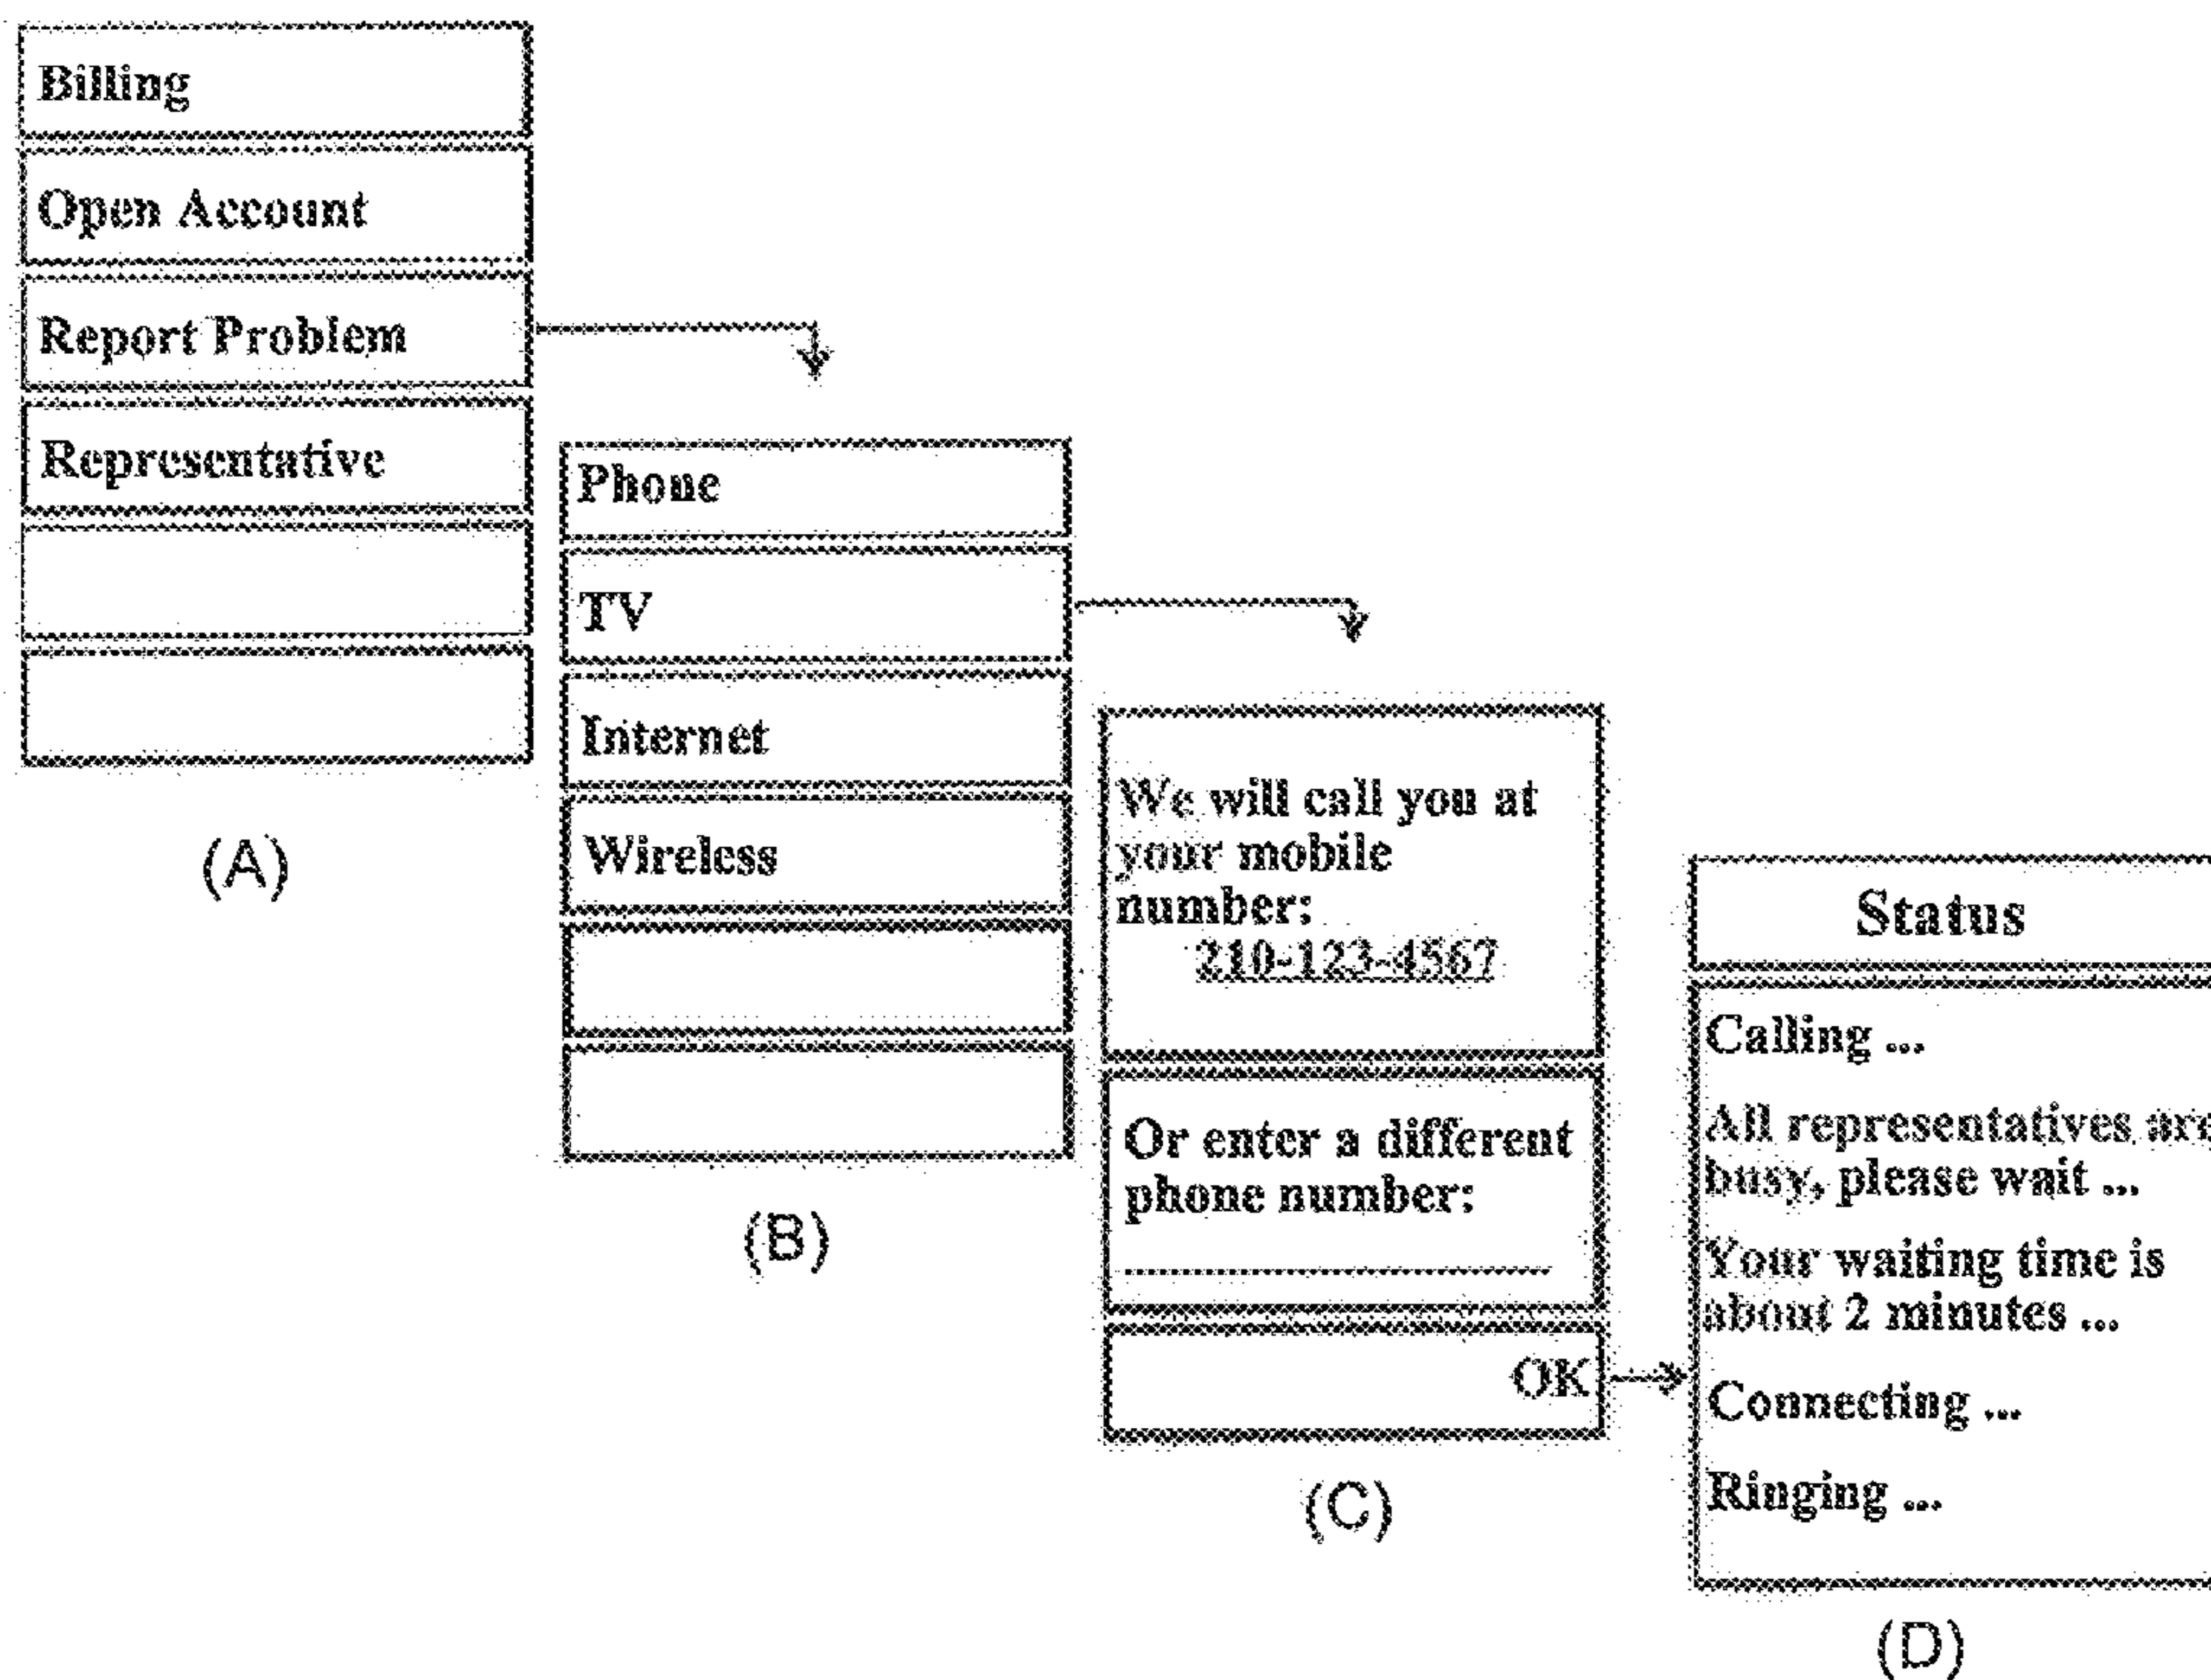 Billing
Open Account
Report Problem
Representative
(A)
Phone
TV
Internet
Wireless
(B)
We will call you at
your mobile
number:
210-123-4567
Or enter a different
phone number:
OK
(C)
Status
Calling ...
All representatives are
busy, please wait ...
Your waiting time is
about 2 minutes ...
Connecting ...
Ringing ...
(D)